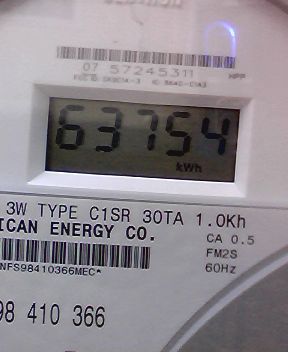 07 57245311
HPP
63754
kWh
3W TYPE C1SR 30TA 1.0Kh
ICAN ENERGY CO.
CA 0.5
FM2S
60Hz
NFS98410366MEC*
98 410 366